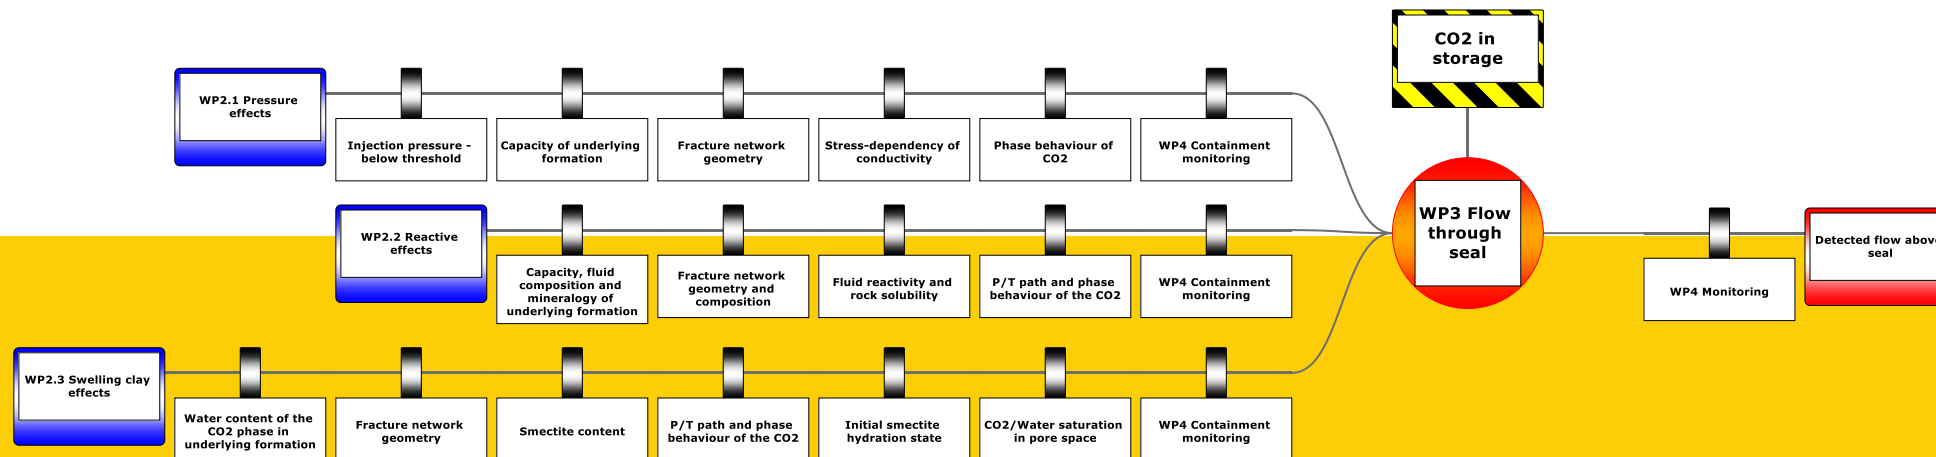 CO2 in
storage
WP2.1 Pressure
effects
Injection pressure -
below threshold
Capacity of underlying
formation
Fracture network
geometry
Stress-dependency of
conductivity
Phase behaviour of
CO2
WP4 Containment
monitoring
WP2.2 Reactive
effects
Capacity, fluid
composition and
mineralogy of
underlying formation
Fracture network
geometry and
composition
Fluid reactivity and
rock solubility
P/T path and phase
behaviour of the CO2
WP4 Containment
monitoring
WP3 Flow
through
seal
WP4 Monitoring
Detected flow above
seal
WP2.3 Swelling clay
effects
Water content of the
CO2 phase in
underlying formation
Fracture network
geometry
Smectite content
P/T path and phase
behaviour of the CO2
Initial smectite
hydration state
CO2/Water saturation
in pore space
WP4 Containment
monitoring